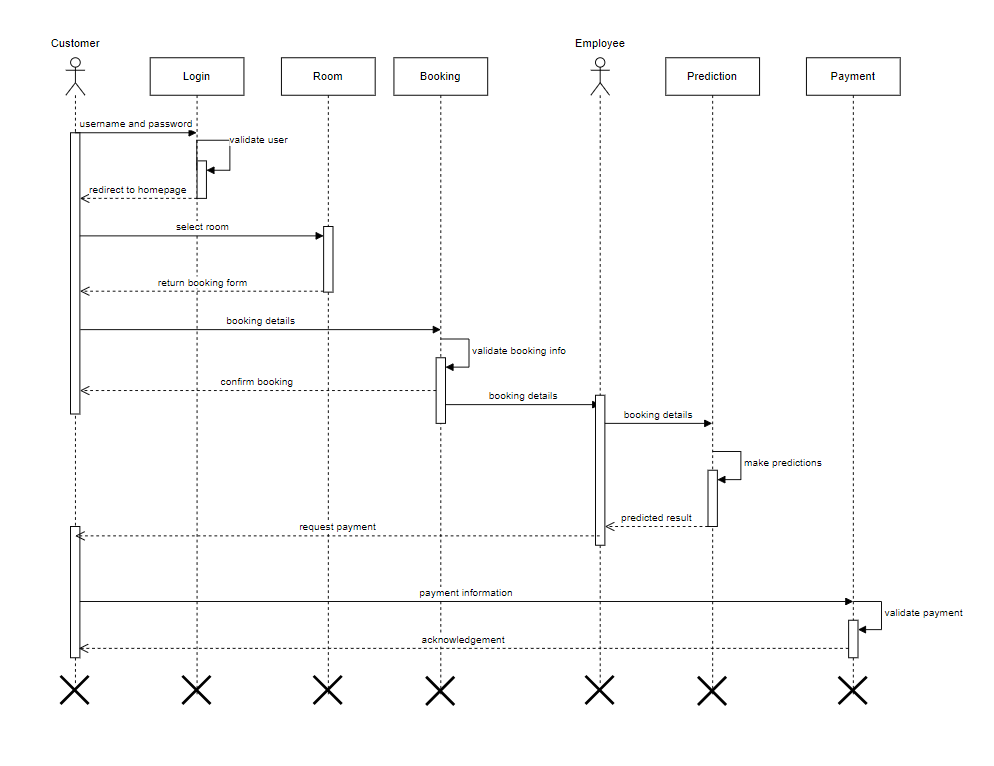 Customer
Employee
Login
Room
Booking
Prediction
Payment
username and password
validate user
redirect to homepage
select room
return booking form
booking details
validate booking info
confirm booking
booking details
booking details
make predictions
predicted result
request payment
payment information
validate payment
acknowledgement